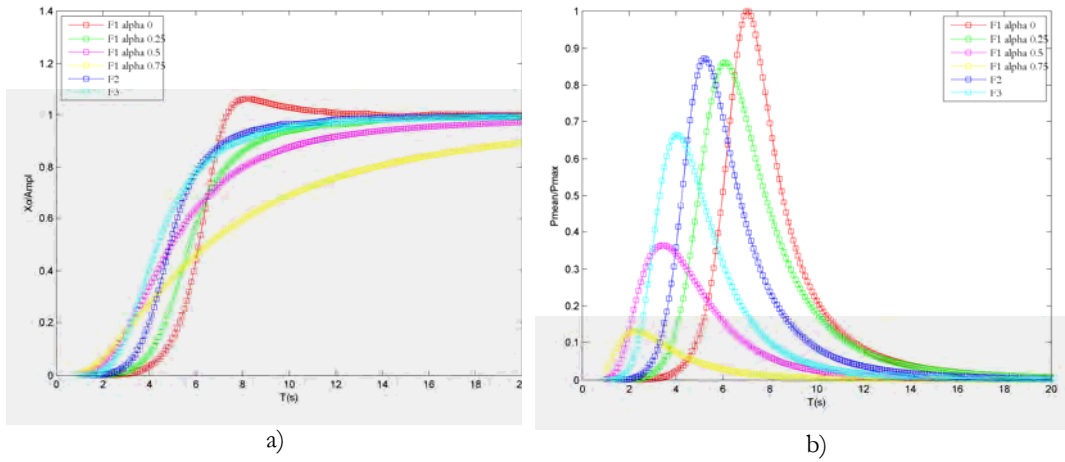 1.4
1.2
1
0.8
0.6
0.4
0.2
0
Xo/Ampl
0 2 4 6 8 10 12 14 16 18 20
T(s)
F1 alpha 0
F1 alpha 0.25
F1 alpha 0.5
F1 alpha 0.75
F2
F3
a)
1
0.9
0.8
0.7
0.6
0.5
0.4
0.3
0.2
0.1
0
Pmean/Pmax
0 2 4 6 8 10 12 14 16 18 20
T(s)
F1 alpha 0
F1 alpha 0.25
F1 alpha 0.5
F1 alpha 0.75
F2
F3
b)